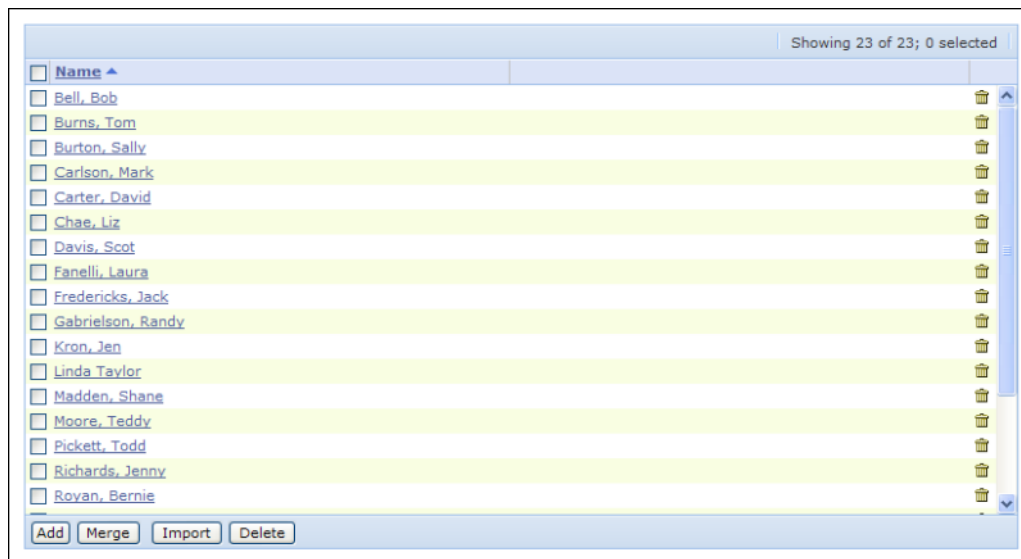 Showing 23 of 23; 0 selected
Name
Bell, Bob
Burns, Tom
Burton, Sally
Carlson, Mark
Carter, David
Chae, Liz
Davis, Scot
Fanelli, Laura
Fredericks, Jack
Gabrielson, Randy
Kron, Jen
Linda Taylor
Madden, Shane
Moore, Teddy
Pickett, Todd
Richards, Jenny
Royan, Bernie
Add Merge Import Delete